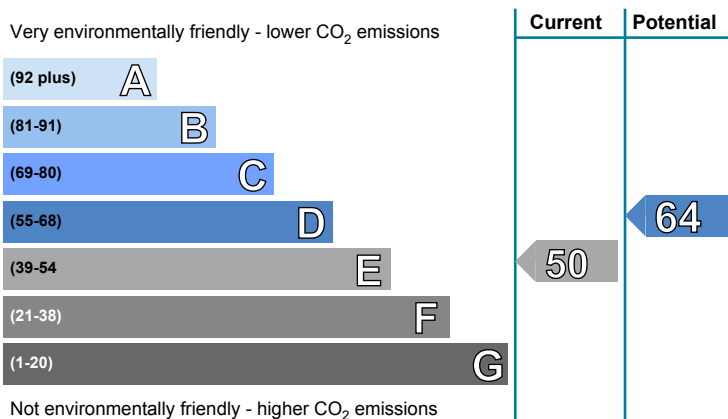 Very environmentally friendly - lower CO2 emissions
Current
Potential
(92 plus) A
(81-91) B
(69-80) C
(55-68) D
64
(39-54 E
50
(21-38) F
(1-20) G
Not environmentally friendly - higher CO2 emissions